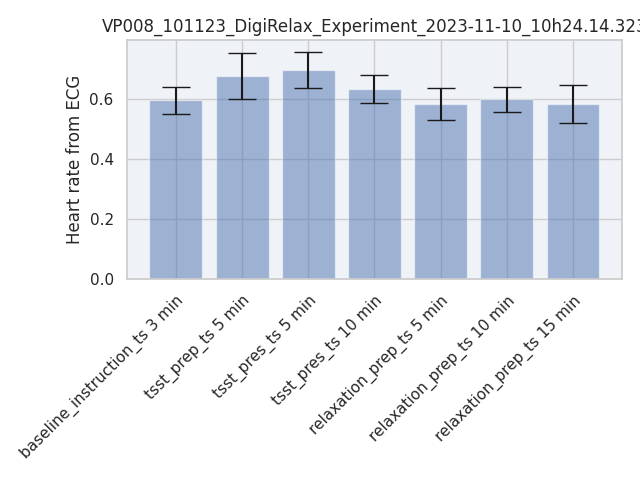 VP008_101123_DigiRelax_Experiment_2023-11-10_10h24.14.323
Heart rate from ECG
0.6
0.4
0.2
0.0
baseline_instruction_ts 3 min
tsst_prep_ts 5 min
tsst_pres_ts 5 min
tsst_pres_ts 10 min
relaxation_prep_ts 5 min
relaxation_prep_ts 10 min
relaxation_prep_ts 15 min